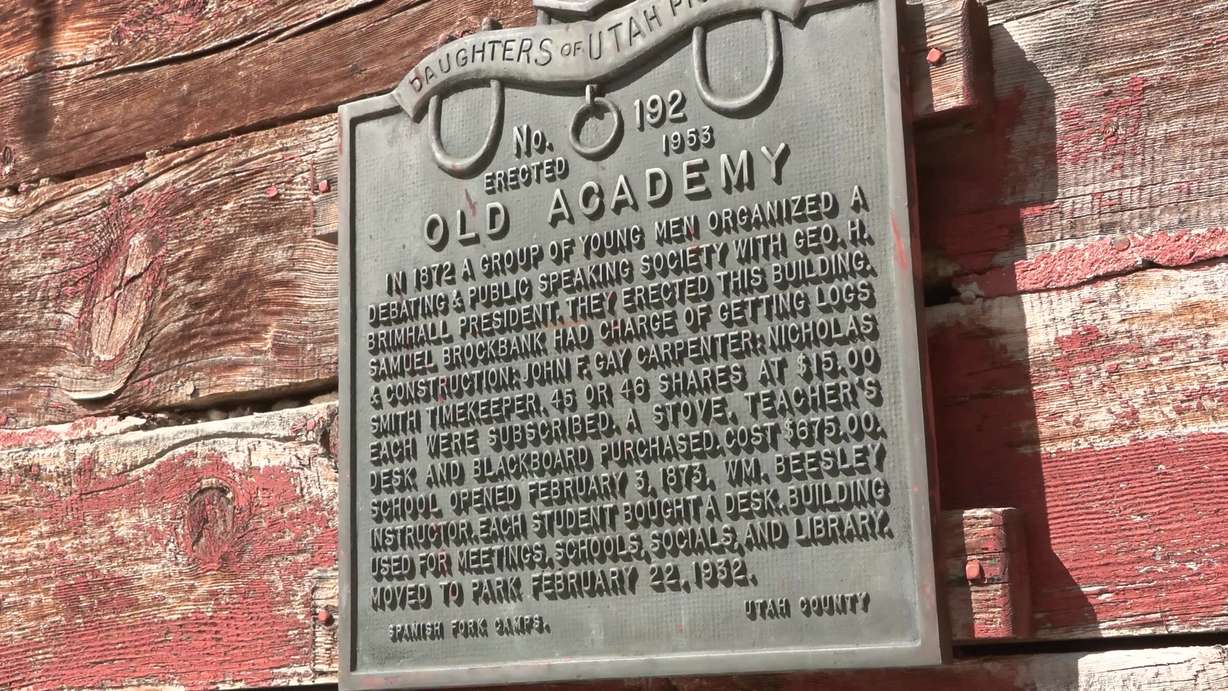 DAUGHTERS OF UTAH
No. 192
ERECTED 1953
OLD ACADEMY
IN 1872 A GROUP OF YOUNG MEN ORGANIZED A
DEBATING & PUBLIC SPEAKING SOCIETY WITH GEO. H.
BRIMHALL PRESIDENT. THEY ERECTED THIS BUILDING.
SAMUEL BROCKBANK HAD CHARGE OF GETTING LOGS
& CONSTRUCTION: JOHN F. GAY CARPENTER: NICHOLAS
SMITH TIMEKEEPER. 45 OR 46 SHARES AT $15.00
EACH WERE SUBSCRIBED. A STOVE, TEACHER'S
DESK AND BLACKBOARD PURCHASED. COST $675.00.
SCHOOL OPENED FEBRUARY 3, 1873, WM. BEESLEY
INSTRUCTOR. EACH STUDENT BOUGHT A DESK. BUILDING
USED FOR MEETINGS, SCHOOLS, SOCIALS, AND LIBRARY.
MOVED TO PARK FEBRUARY 22, 1932.
SPANISH FORK CAMPS. UTAH COUNTY